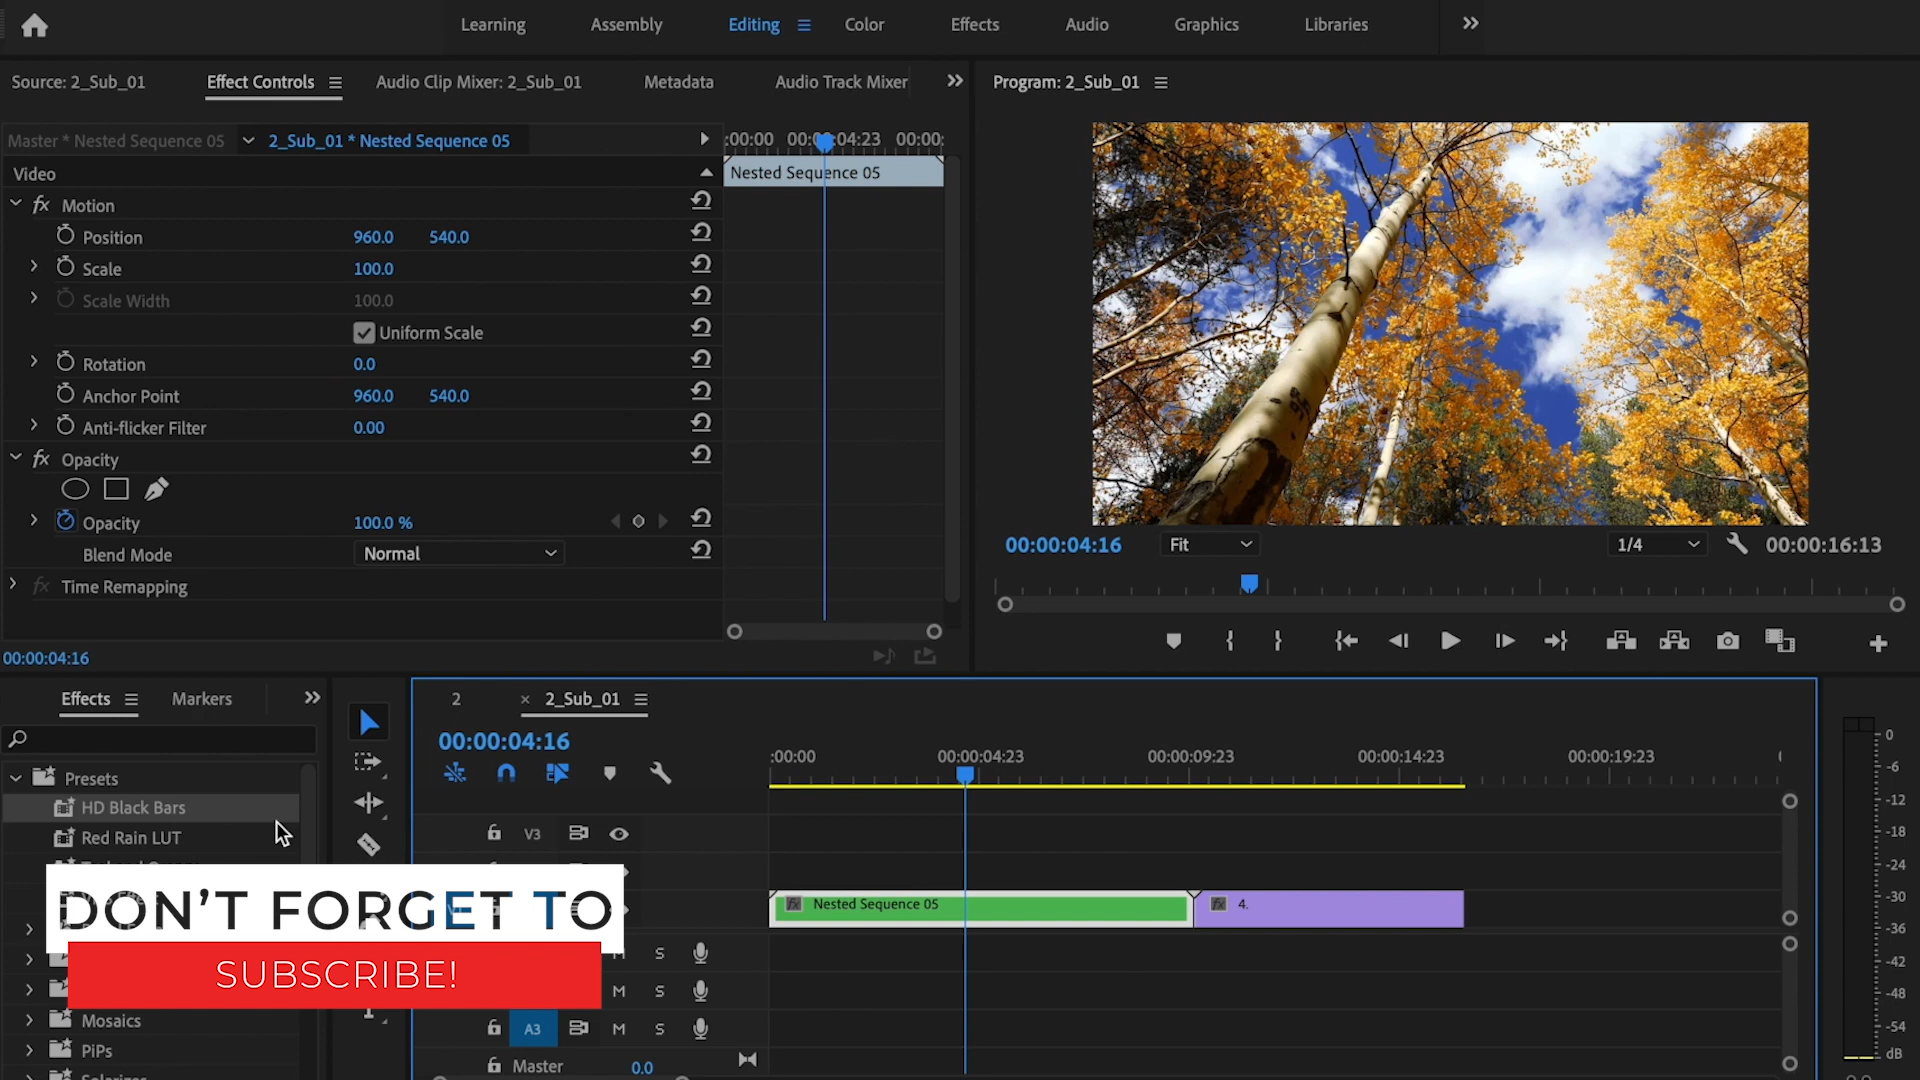 Learning Assembly Editing Color Effects Audio Graphics Libraries
Source: 2_Sub_01 Effect Controls Audio Clip Mixer: 2_Sub_01 Metadata Audio Track Mixer
Program: 2_Sub_01
Master * Nested Sequence 05 2_Sub_01 * Nested Sequence 05
:00:00 00:00:04:23 00:00:
Video
Nested Sequence 05
fx Motion
Position 960.0 540.0
Scale 100.0
Scale Width 100.0
Uniform Scale
Rotation 0.0
Anchor Point 960.0 540.0
Anti-flicker Filter 0.00
fx Opacity
Opacity 100.0 %
Blend Mode Normal
fx Time Remapping
00:00:04:16
00:00:04:16 Fit 1/4 00:00:16:13
Effects Markers
Presets
HD Black Bars
Red Rain LUT
Mosaics
PiPs
DON'T FORGET TO
SUBSCRIBE!
2 × 2_Sub_01
00:00:04:16
:00:00 00:00:04:23 00:00:09:23 00:00:14:23 00:00:19:23
V3
fx Nested Sequence 05 fx 4.
M S
M S
A3 M S
Master 0.0
0
-6
-12
-18
-24
-30
-36
-42
-48
-54
dB